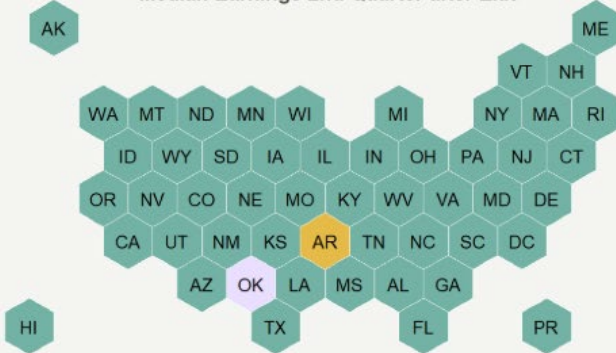 AK ME
VT NH
WA MT ND MN WI MI NY MA RI
ID WY SD IA IL IN OH PA NJ CT
OR NV CO NE MO KY WV VA MD DE
CA UT NM KS AR TN NC SC DC
AZ OK LA MS AL GA
HI TX FL PR